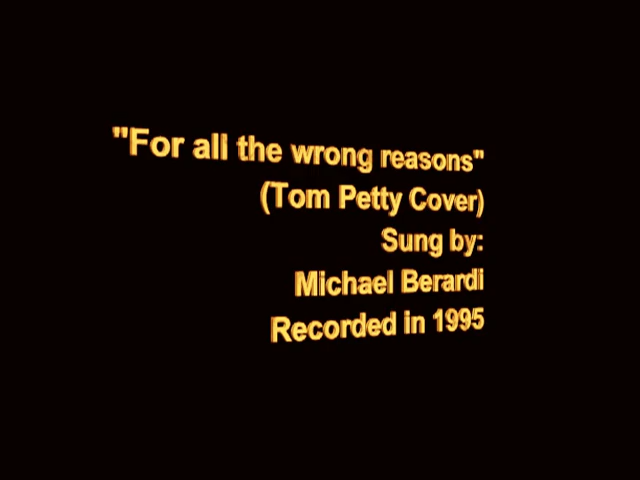 "For all the wrong reasons"
(Tom Petty Cover)
Sung by:
Michael Berardi
Recorded in 1995